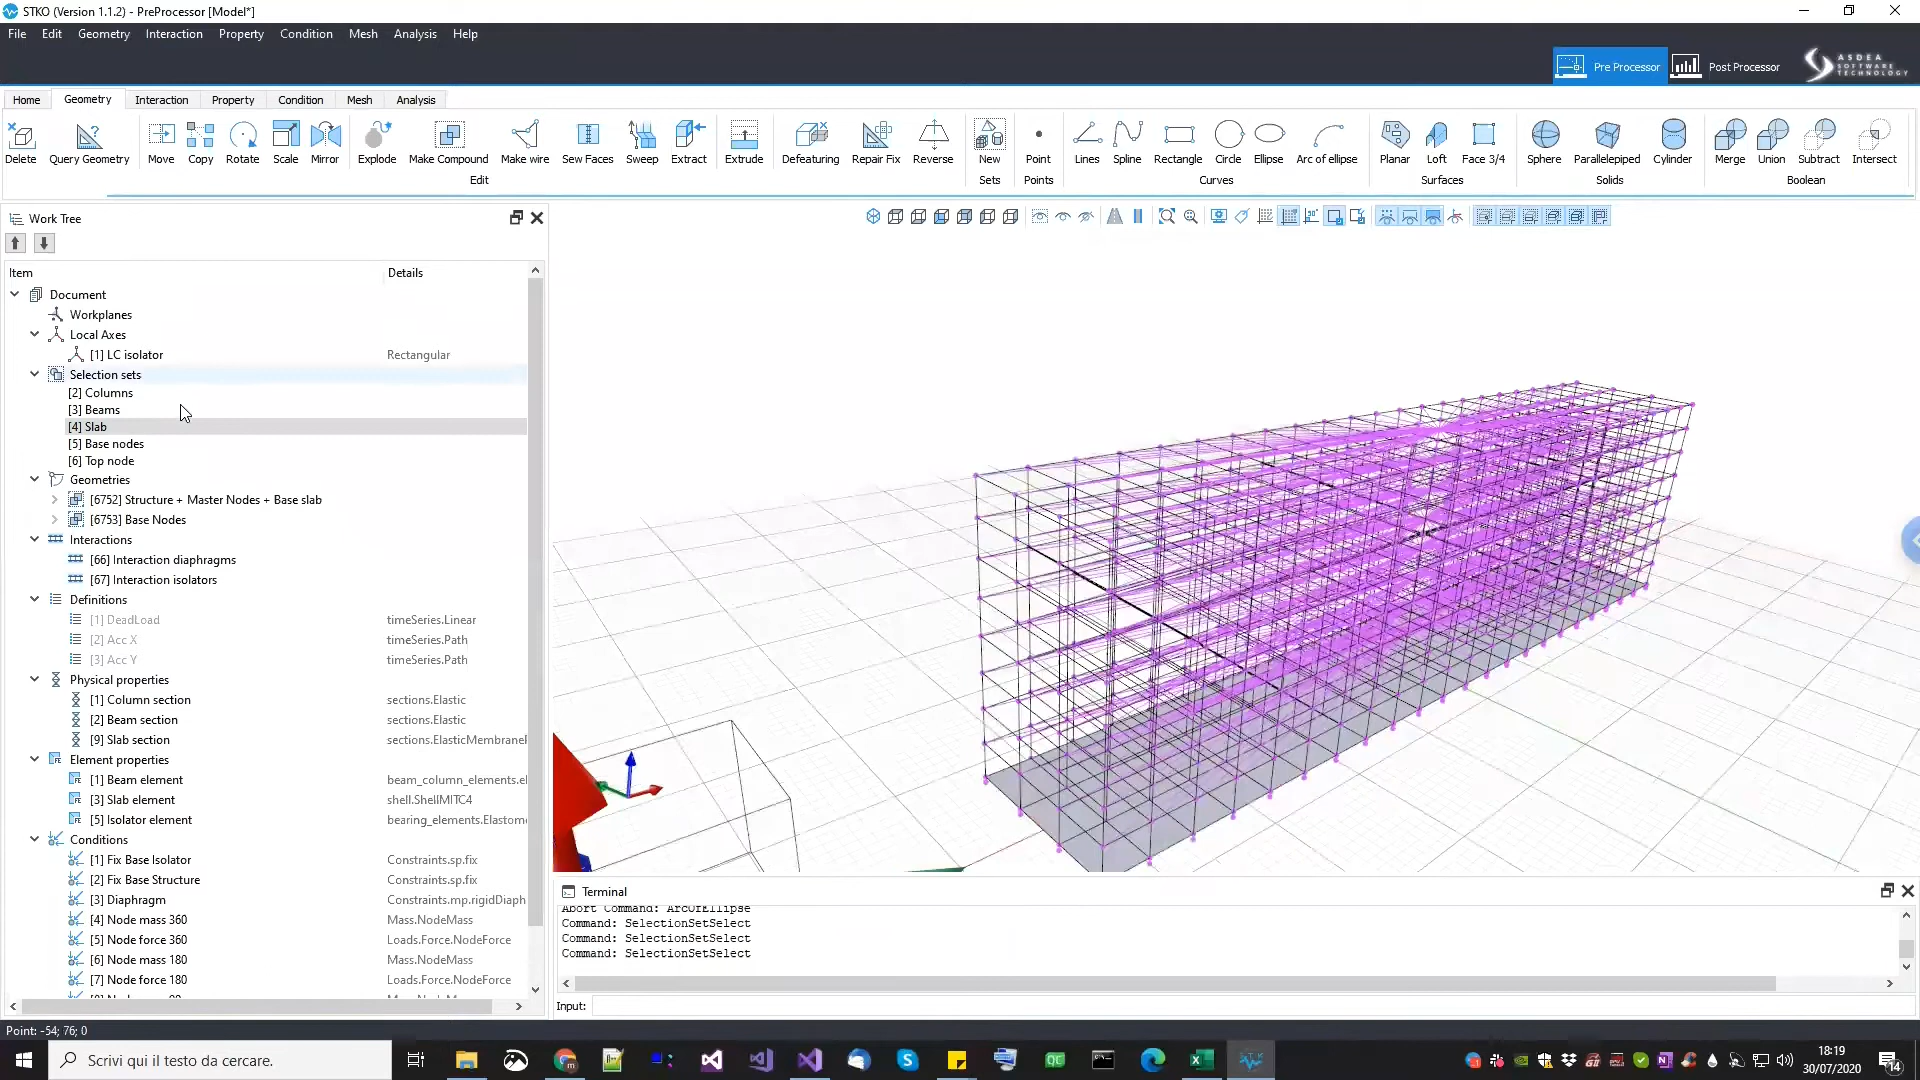 STKO (Version 1.1.2) - PreProcessor [Model*]
File Edit Geometry Interaction Property Condition Mesh Analysis Help
Pre Processor Post Processor ASDEA SOFTWARE TECHNOLOGY
Home Geometry Interaction Property Condition Mesh Analysis
Delete Query Geometry Move Copy Rotate Scale Mirror Explode Make Compound Make wire Sew Faces Sweep Extract Extrude Defeaturing Repair Fix Reverse New Point Lines Spline Rectangle Circle Ellipse Arc of ellipse Planar Loft Face 3/4 Sphere Parallelepiped Cylinder Merge Union Subtract Intersect
Edit Sets Points Curves Surfaces Solids Boolean
Work Tree
Item Details
Document
Workplanes
Local Axes
[1] LC isolator Rectangular
Selection sets
[2] Columns
[3] Beams
[4] Slab
[5] Base nodes
[6] Top node
Geometries
[6752] Structure + Master Nodes + Base slab
[6753] Base Nodes
Interactions
[66] Interaction diaphragms
[67] Interaction isolators
Definitions
[1] DeadLoad timeSeries.Linear
[2] Acc X timeSeries.Path
[3] Acc Y timeSeries.Path
Physical properties
[1] Column section sections.Elastic
[2] Beam section sections.Elastic
[9] Slab section sections.ElasticMembraneF
Element properties
[1] Beam element beam_column_elements.el
[3] Slab element shell.ShellMITC4
[5] Isolator element bearing_elements.Elastome
Conditions
[1] Fix Base Isolator Constraints.sp.fix
[2] Fix Base Structure Constraints.sp.fix
[3] Diaphragm Constraints.mp.rigidDiaph
[4] Node mass 360 Mass.NodeMass
[5] Node force 360 Loads.Force.NodeForce
[6] Node mass 180 Mass.NodeMass
[7] Node force 180 Loads.Force.NodeForce
Terminal
Abort Command: ArcOfEllipse
Command: SelectionSetSelect
Command: SelectionSetSelect
Command: SelectionSetSelect
Input:
Point: -54; 76; 0
Scrivi qui il testo da cercare.
18:19
30/07/2020
14